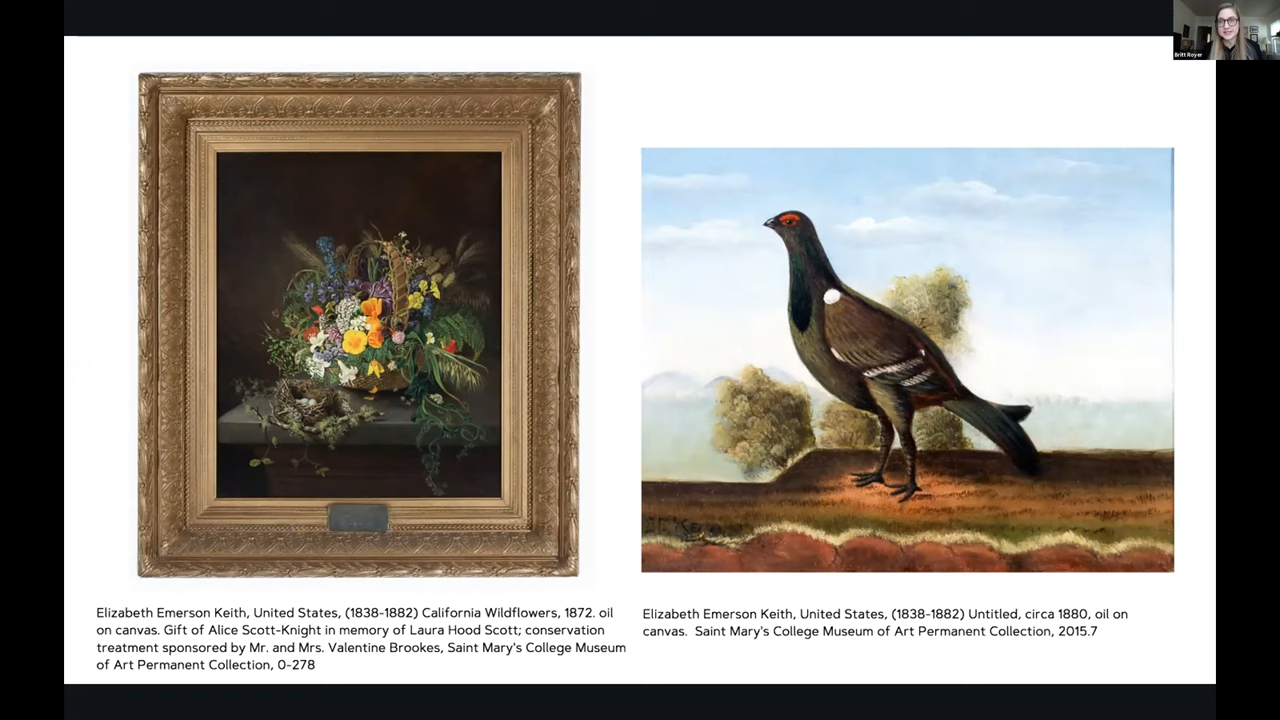 Britt Royer
Elizabeth Emerson Keith, United States, (1838-1882) California Wildflowers, 1872. oil
on canvas. Gift of Alice Scott-Knight in memory of Laura Hood Scott; conservation
treatment sponsored by Mr. and Mrs. Valentine Brookes, Saint Mary's College Museum
of Art Permanent Collection, 0-278
Elizabeth Emerson Keith, United States, (1838-1882) Untitled, circa 1880, oil on
canvas.  Saint Mary's College Museum of Art Permanent Collection, 2015.7